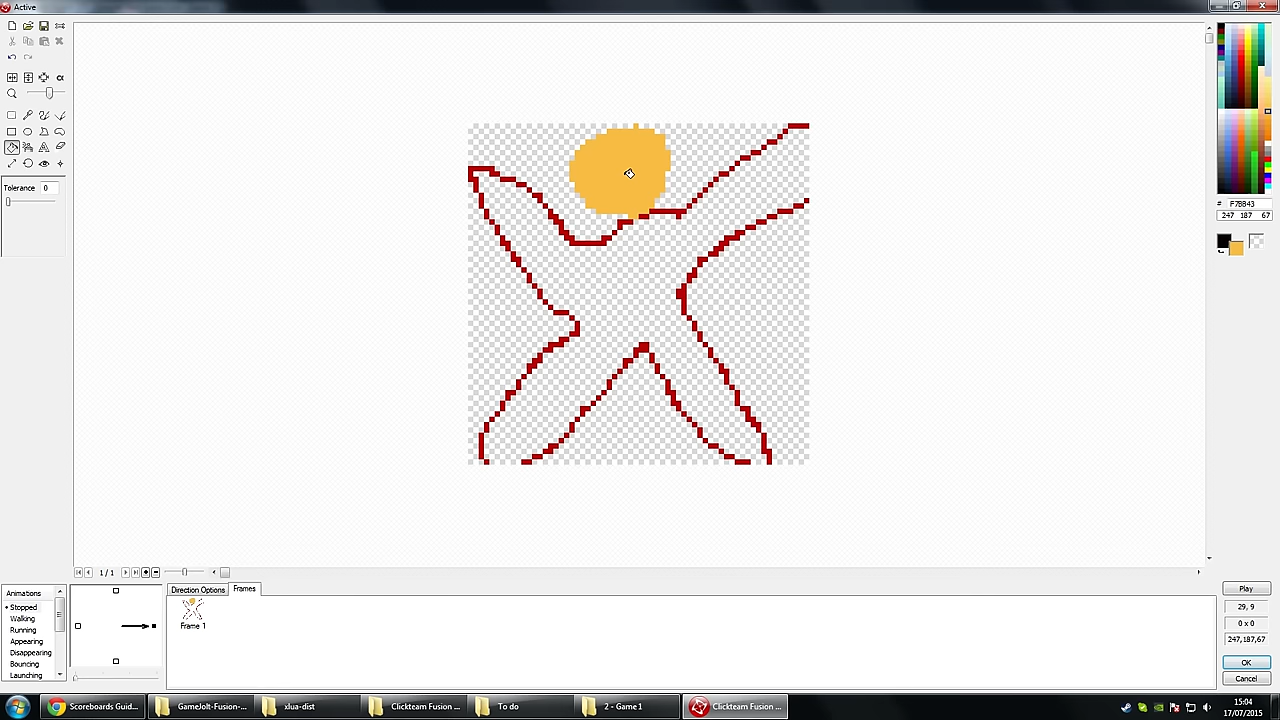 Active
Tolerance 0
# F7BB43
247 187 67
1 / 1
Animations
Stopped
Walking
Running
Appearing
Disappearing
Bouncing
Launching
Direction Options
Frames
Frame 1
Play
29, 9
0 x 0
247,187,67
OK
Cancel
Scoreboards Guid...
GameJolt-Fusion-...
xlua-dist
Clickteam Fusion ...
To do
2 - Game1
Clickteam Fusion ...
15:04
17/07/2015